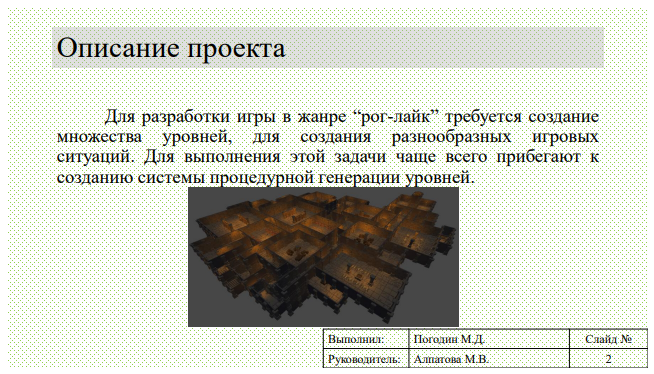 Описание проекта
Для разработки игры в жанре “рог-лайк” требуется создание
множества уровней, для создания разнообразных игровых
ситуаций. Для выполнения этой задачи чаще всего прибегают к
созданию системы процедурной генерации уровней.
Выполнил: Погодин М.Д. Слайд №
Руководитель: Алпатова М.В. 2